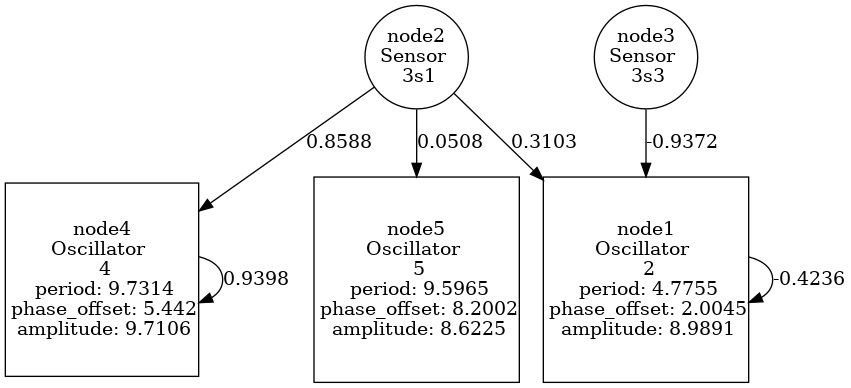 node2
Sensor
3s1
node3
Sensor
3s3
0.8588
0.0508
0.3103
-0.9372
node4
Oscillator
4
period: 9.7314
phase_offset: 5.442
amplitude: 9.7106
0.9398
node5
Oscillator
5
period: 9.5965
phase_offset: 8.2002
amplitude: 8.6225
node1
Oscillator
2
period: 4.7755
phase_offset: 2.0045
amplitude: 8.9891
-0.4236